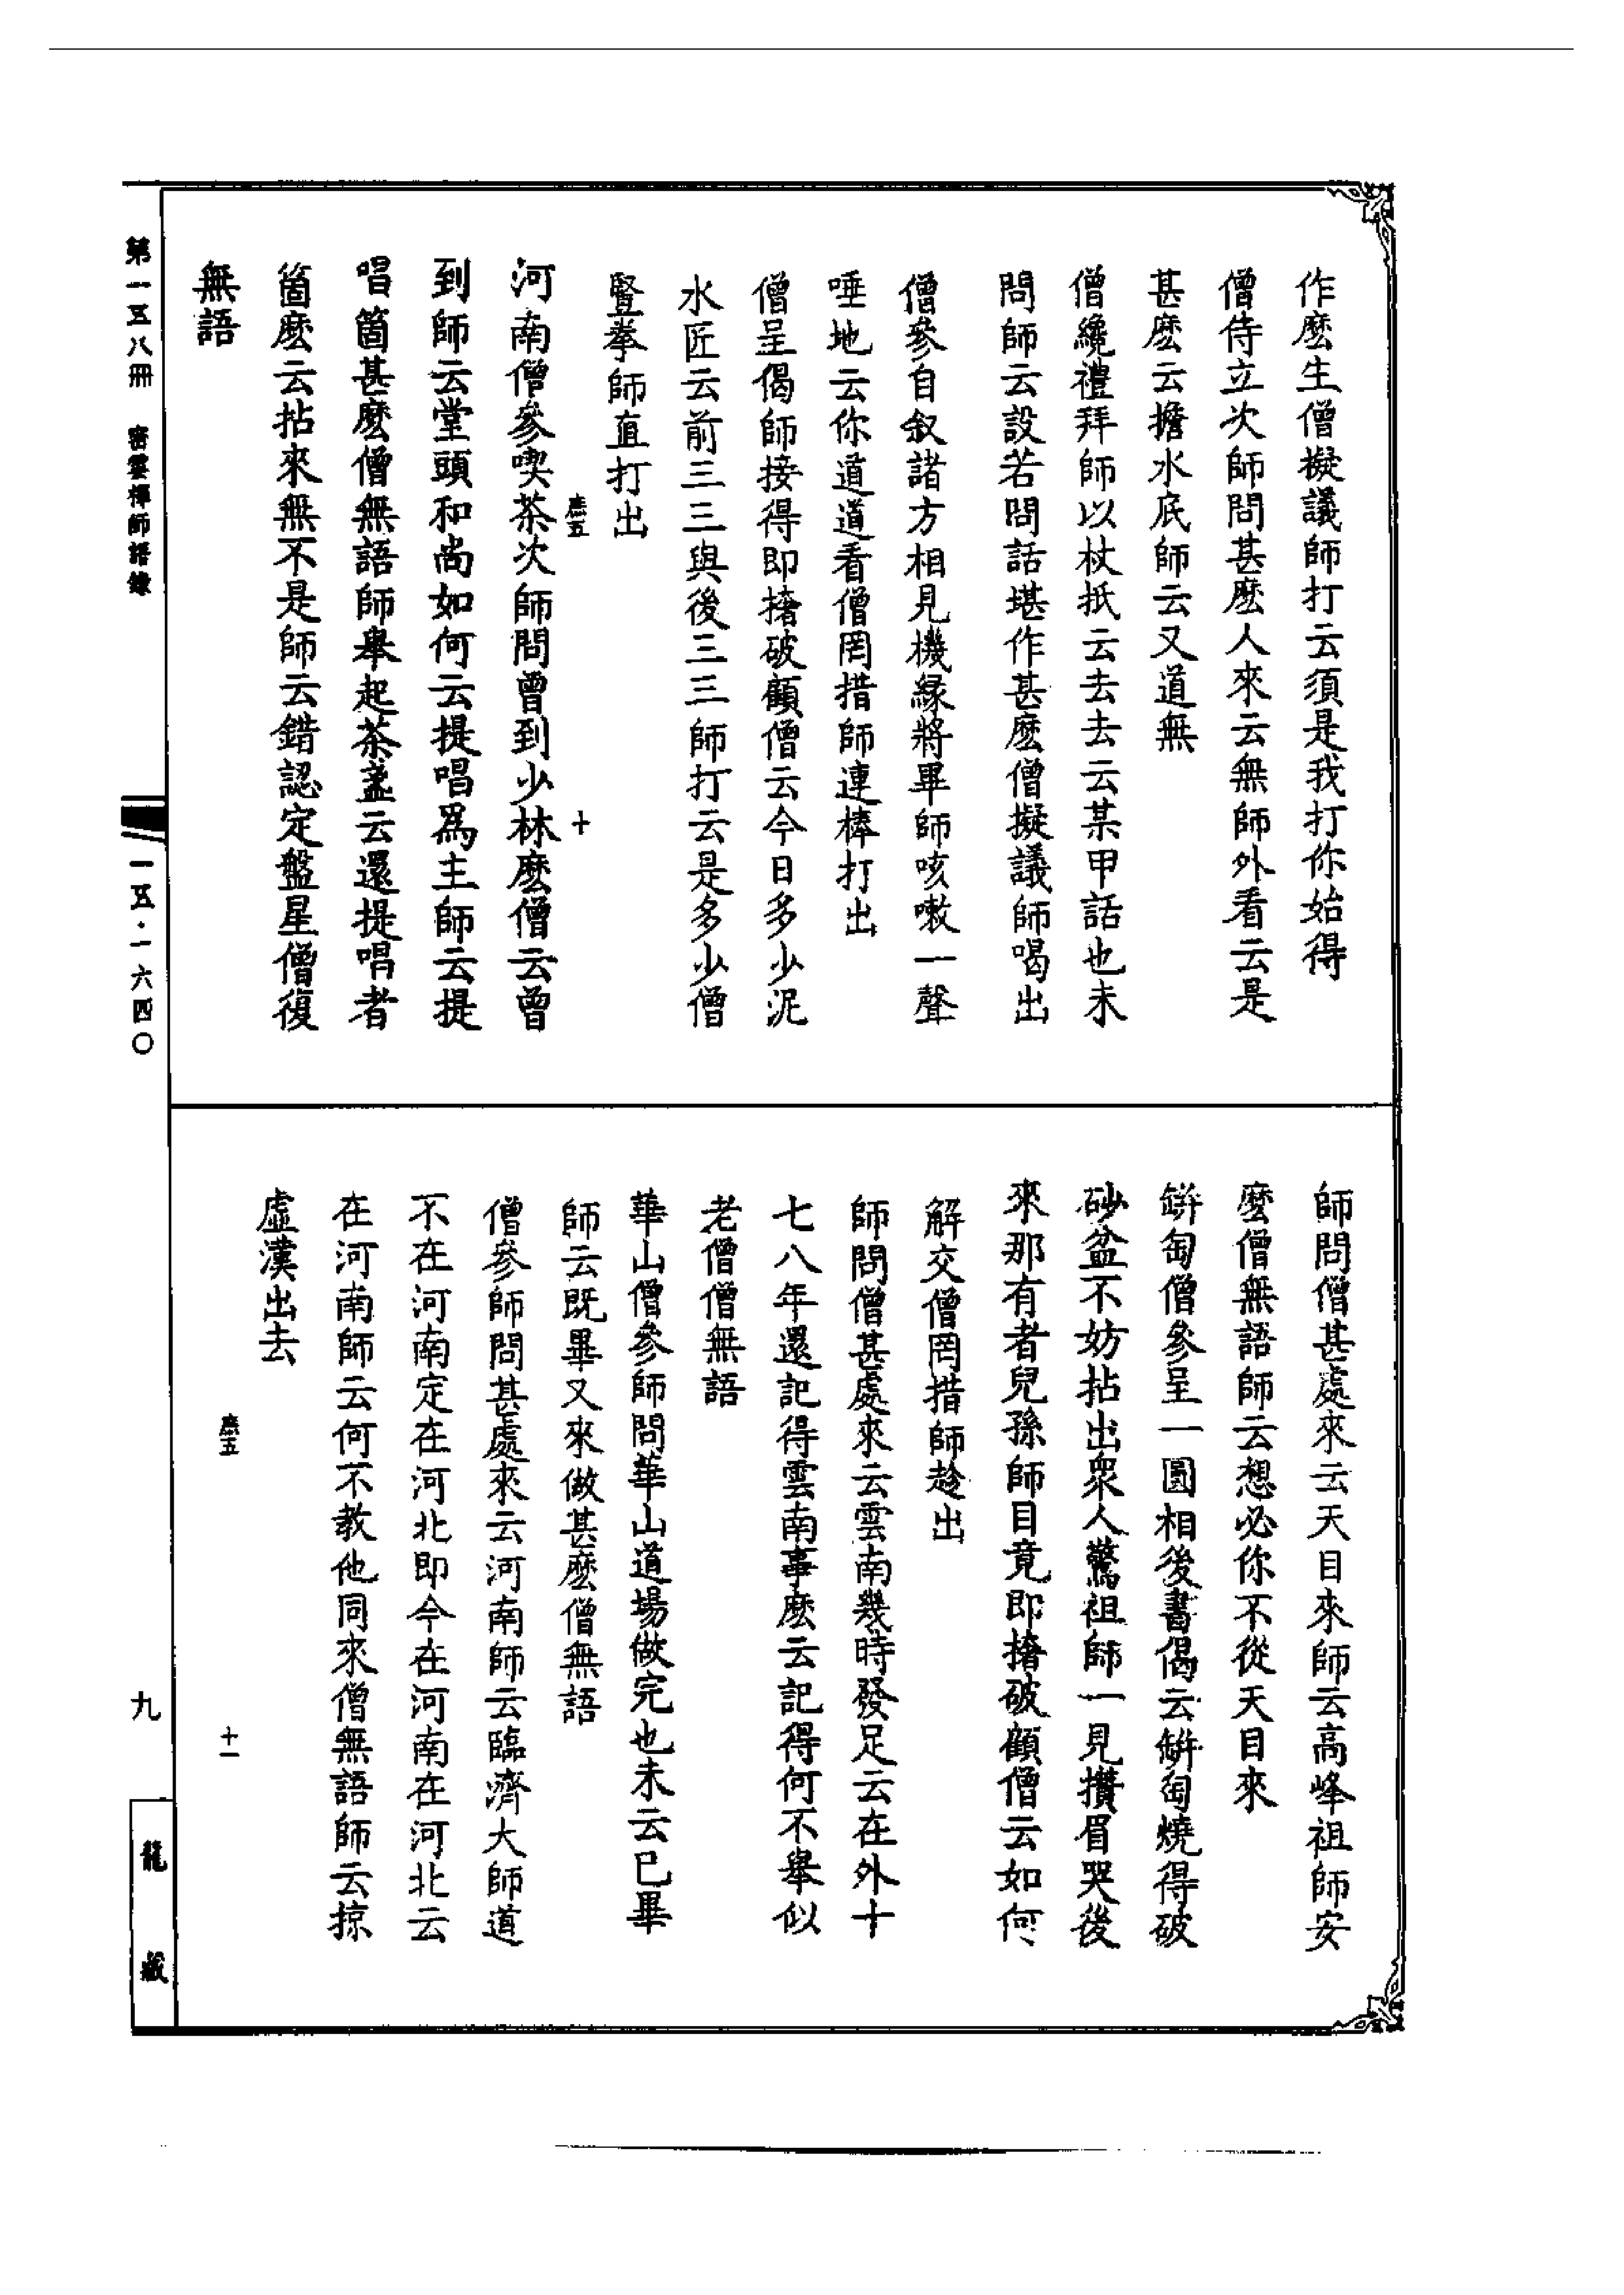 作麽生僧擬議師打云須是我打你始得
僧侍立次師問甚麽人來云無師外看云是
甚麽云擔水底師云又道無
僧纔禮拜師以杖抵云去去云某甲話也未
問師云設若問話堪作甚麽僧擬議師喝出
僧參自叙諸方相見機緣將畢師咳嗽一聲
唾地云你道道看僧罔措師連棒打出
僧呈偈師接得即撦破顧僧云今日多少泥
水匠云前三三與後三三師打云是多少僧
豎拳師直打出
庶五 十
河南僧參喫茶次師問曾到少林麽僧云曾
到師云堂頭和尚如何云提唱爲主師云提
唱箇甚麽僧無語師舉起茶盞云還提唱者
箇麽云拈來無不是師云錯認定盤星僧復
無語
師問僧甚處來云天目來師云高峰祖師安
麽僧無語師云想必你不從天目來
缾匋僧參呈一圓相後書偈云缾匋燒得破
砂盆不妨拈出衆人驚祖師一見攢眉哭後
來那有者兒孫師目竟即撦破顧僧云如何
解交僧罔措師趁出
師問僧甚處來云雲南幾時發足云在外十
七八年還記得雲南事麽云記得何不舉似
老僧僧無語
華山僧參師問華山道場做完也未云已畢
師云既畢又來做甚麽僧無語
僧參師問甚處來云河南師云臨濟大師道
不在河南定在河北即今在河南在河北云
在河南師云何不教他同來僧無語師云掠
虛漢出去
庶五 十一
第一五八冊 密雲禪師語錄
一五·一六四〇
九
龍藏